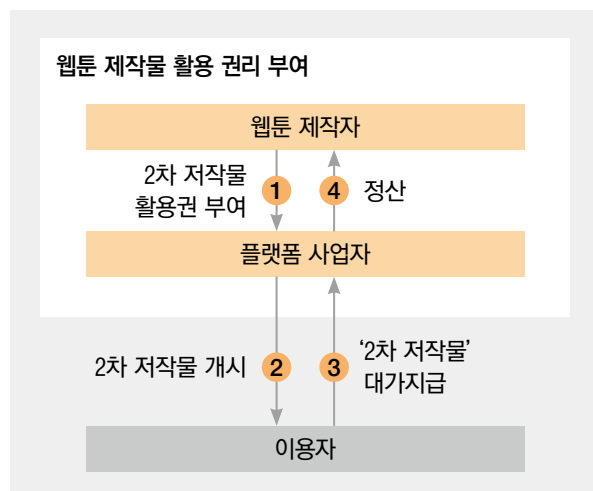 웹툰 제작물 활용 권리 부여
웹툰 제작자
2차 저작물
활용권 부여
1
4
정산
플랫폼 사업자
2차 저작물 개시
2
3
‘2차 저작물’
대가지급
이용자